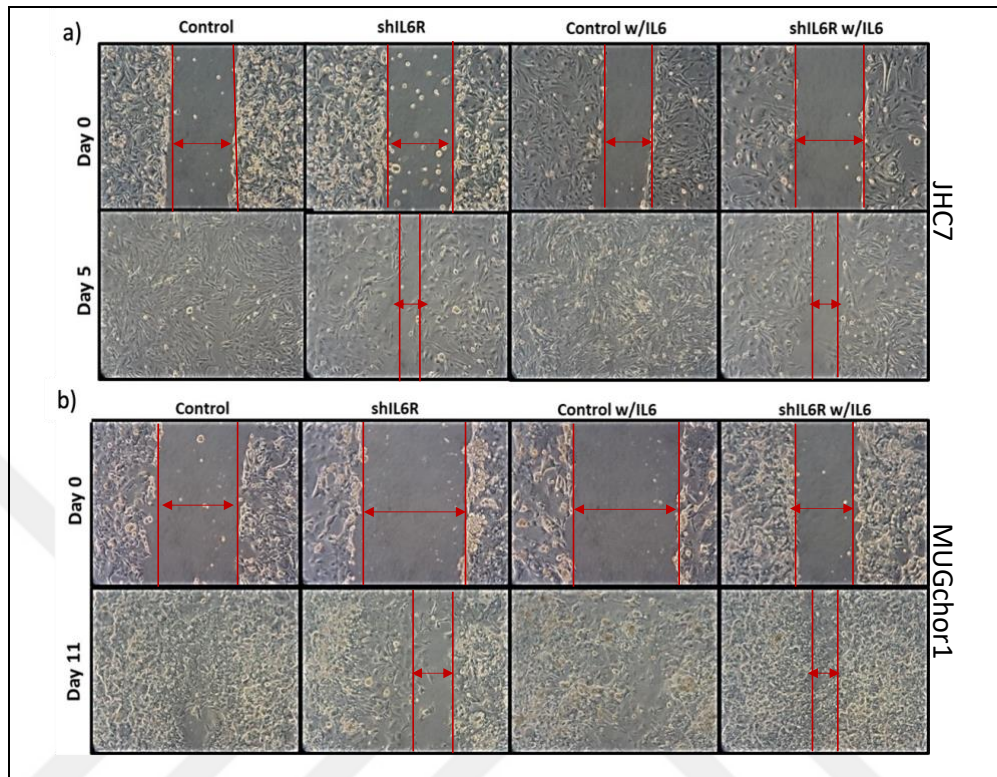 a)
Control shIL6R Control w/IL6 shIL6R w/IL6
Day 0
Day 5
JHC7
b)
Control shIL6R Control w/IL6 shIL6R w/IL6
Day 0
Day 11
MUGchor1